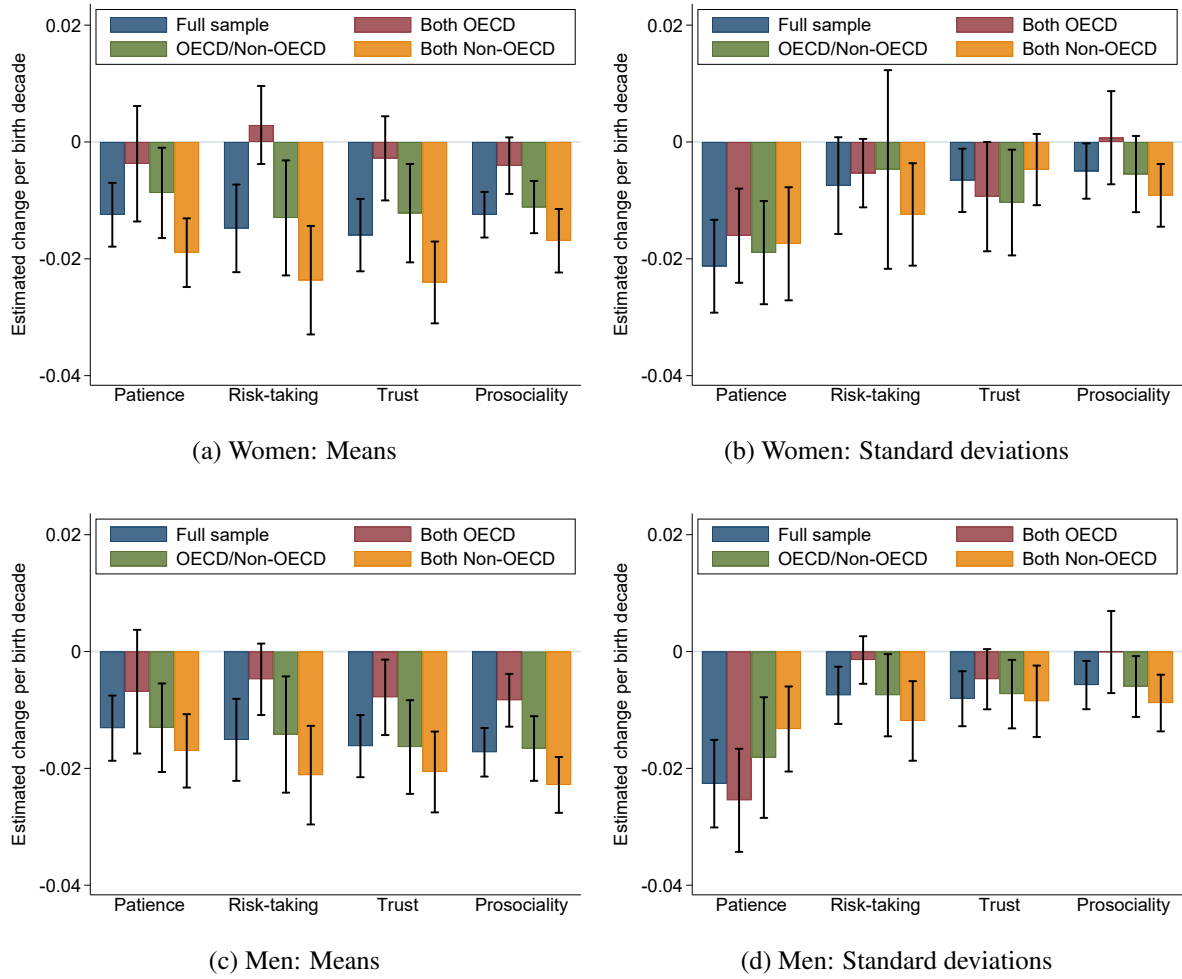 Full sample
Both OECD
OECD/Non-OECD
Both Non-OECD
Estimated change per birth decade
0.02
0
-0.02
-0.04
Patience
Risk-taking
Trust
Prosociality
(a) Women: Means
Full sample
Both OECD
OECD/Non-OECD
Both Non-OECD
Estimated change per birth decade
0.02
0
-0.02
-0.04
Patience
Risk-taking
Trust
Prosociality
(b) Women: Standard deviations
Full sample
Both OECD
OECD/Non-OECD
Both Non-OECD
Estimated change per birth decade
0.02
0
-0.02
-0.04
Patience
Risk-taking
Trust
Prosociality
(c) Men: Means
Full sample
Both OECD
OECD/Non-OECD
Both Non-OECD
Estimated change per birth decade
0.02
0
-0.02
-0.04
Patience
Risk-taking
Trust
Prosociality
(d) Men: Standard deviations